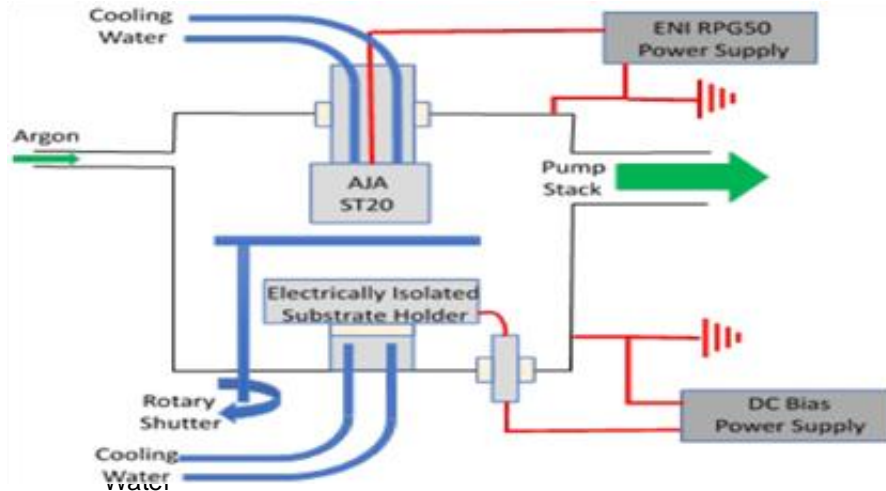 Cooling
Water
ENI RPG50
Power Supply
Argon
AJA
ST20
Pump
Stack
Electrically Isolated
Substrate Holder
Rotary
Shutter
DC Bias
Power Supply
Cooling
Water
Water